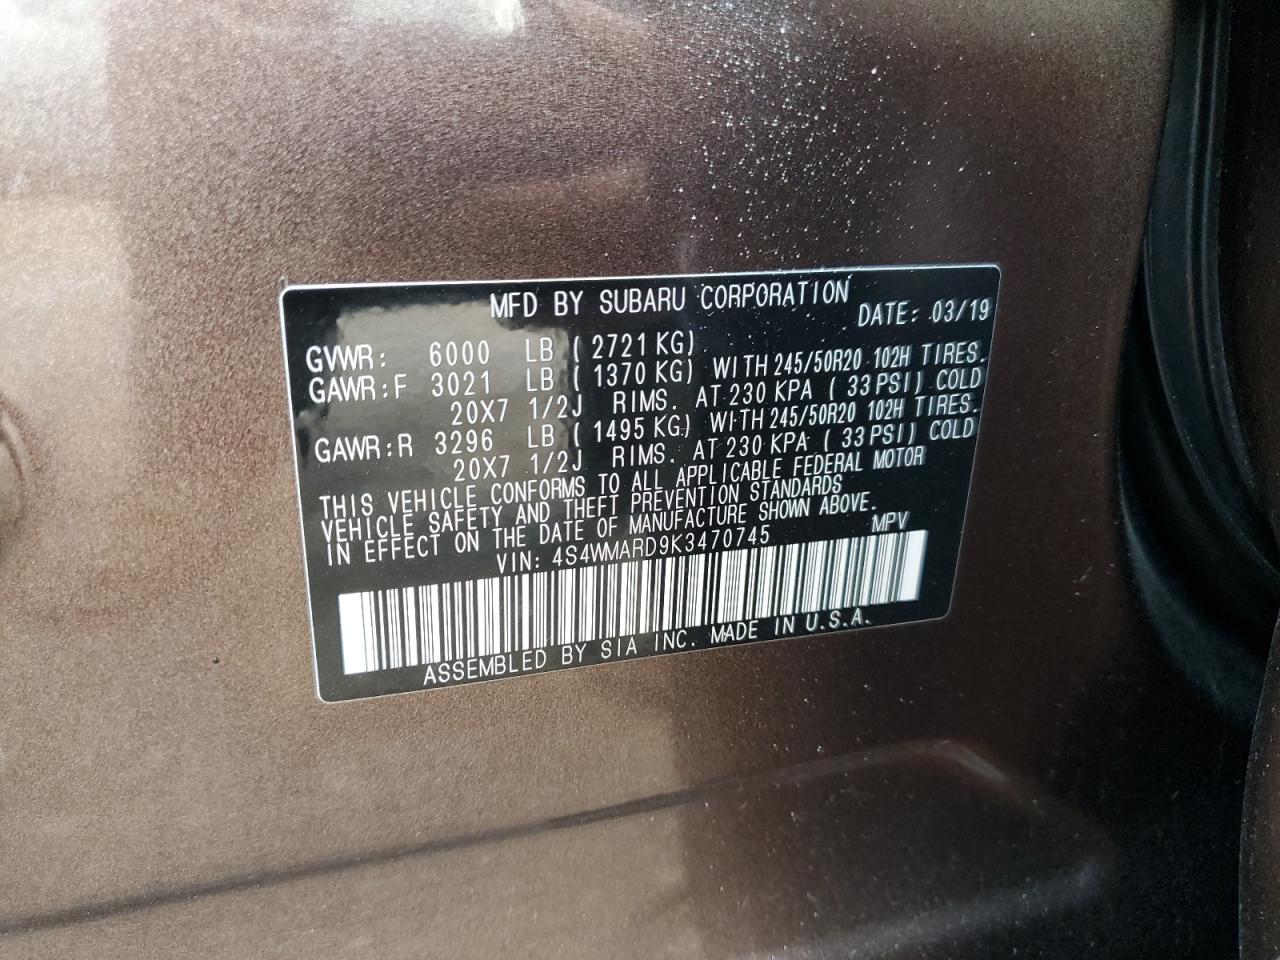 MFD BY SUBARU CORPORATION
DATE: 03/19
GVWR: 6000 LB ( 2721 KG)
GAWR:F 3021 LB ( 1370 KG) WITH 245/50R20 102H TIRES.
20X7 1/2J RIMS. AT 230 KPA ( 33 PSI) COLD
GAWR:R 3296 LB ( 1495 KG) WITH 245/50R20 102H TIRES.
20X7 1/2J RIMS. AT 230 KPA ( 33 PSI) COLD
THIS VEHICLE CONFORMS TO ALL APPLICABLE FEDERAL MOTOR
VEHICLE SAFETY AND THEFT PREVENTION STANDARDS
IN EFFECT ON THE DATE OF MANUFACTURE SHOWN ABOVE.
VIN: 4S4WMARD9K3470745 MPV
ASSEMBLED BY SIA INC. MADE IN U.S.A.